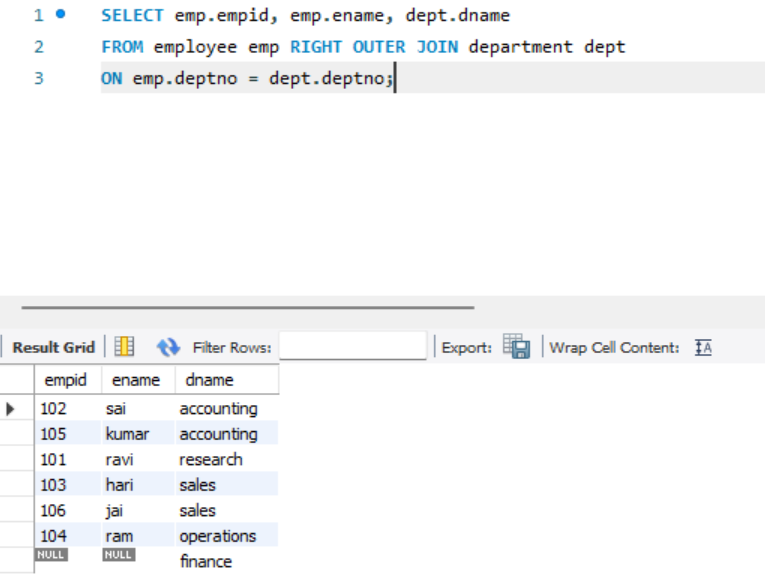 1 SELECT emp.empid, emp.ename, dept.dname
2 FROM employee emp RIGHT OUTER JOIN department dept
3 ON emp.deptno = dept.deptno;
Result Grid Filter Rows: Export: Wrap Cell Content: IA
empid ename dname
102 sai accounting
105 kumar accounting
101 ravi research
103 hari sales
106 jai sales
104 ram operations
NULL NULL finance